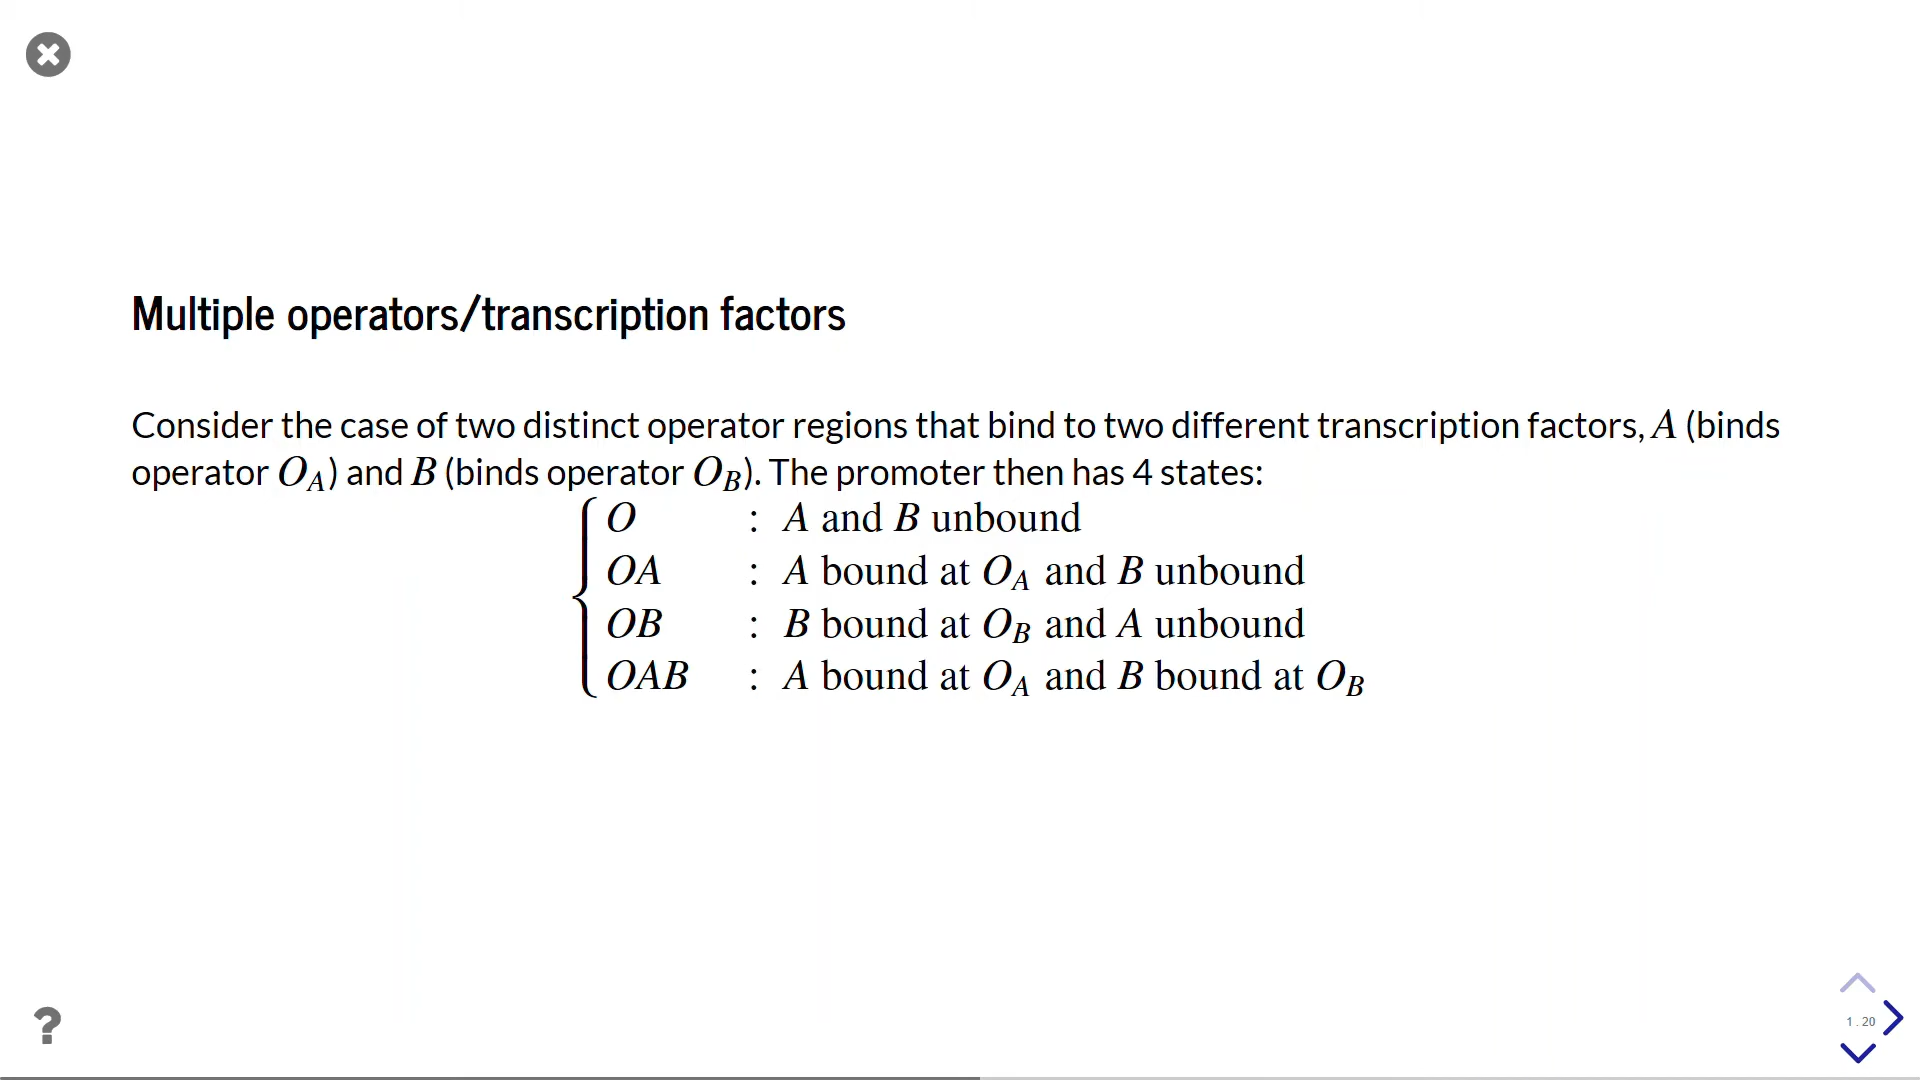 Multiple operators/transcription factors
Consider the case of two distinct operator regions that bind to two different transcription factors, A (binds
operator O_A) and B (binds operator O_B). The promoter then has 4 states:
O : A and B unbound
OA : A bound at O_A and B unbound
OB : B bound at O_B and A unbound
OAB : A bound at O_A and B bound at O_B
?
1 . 20